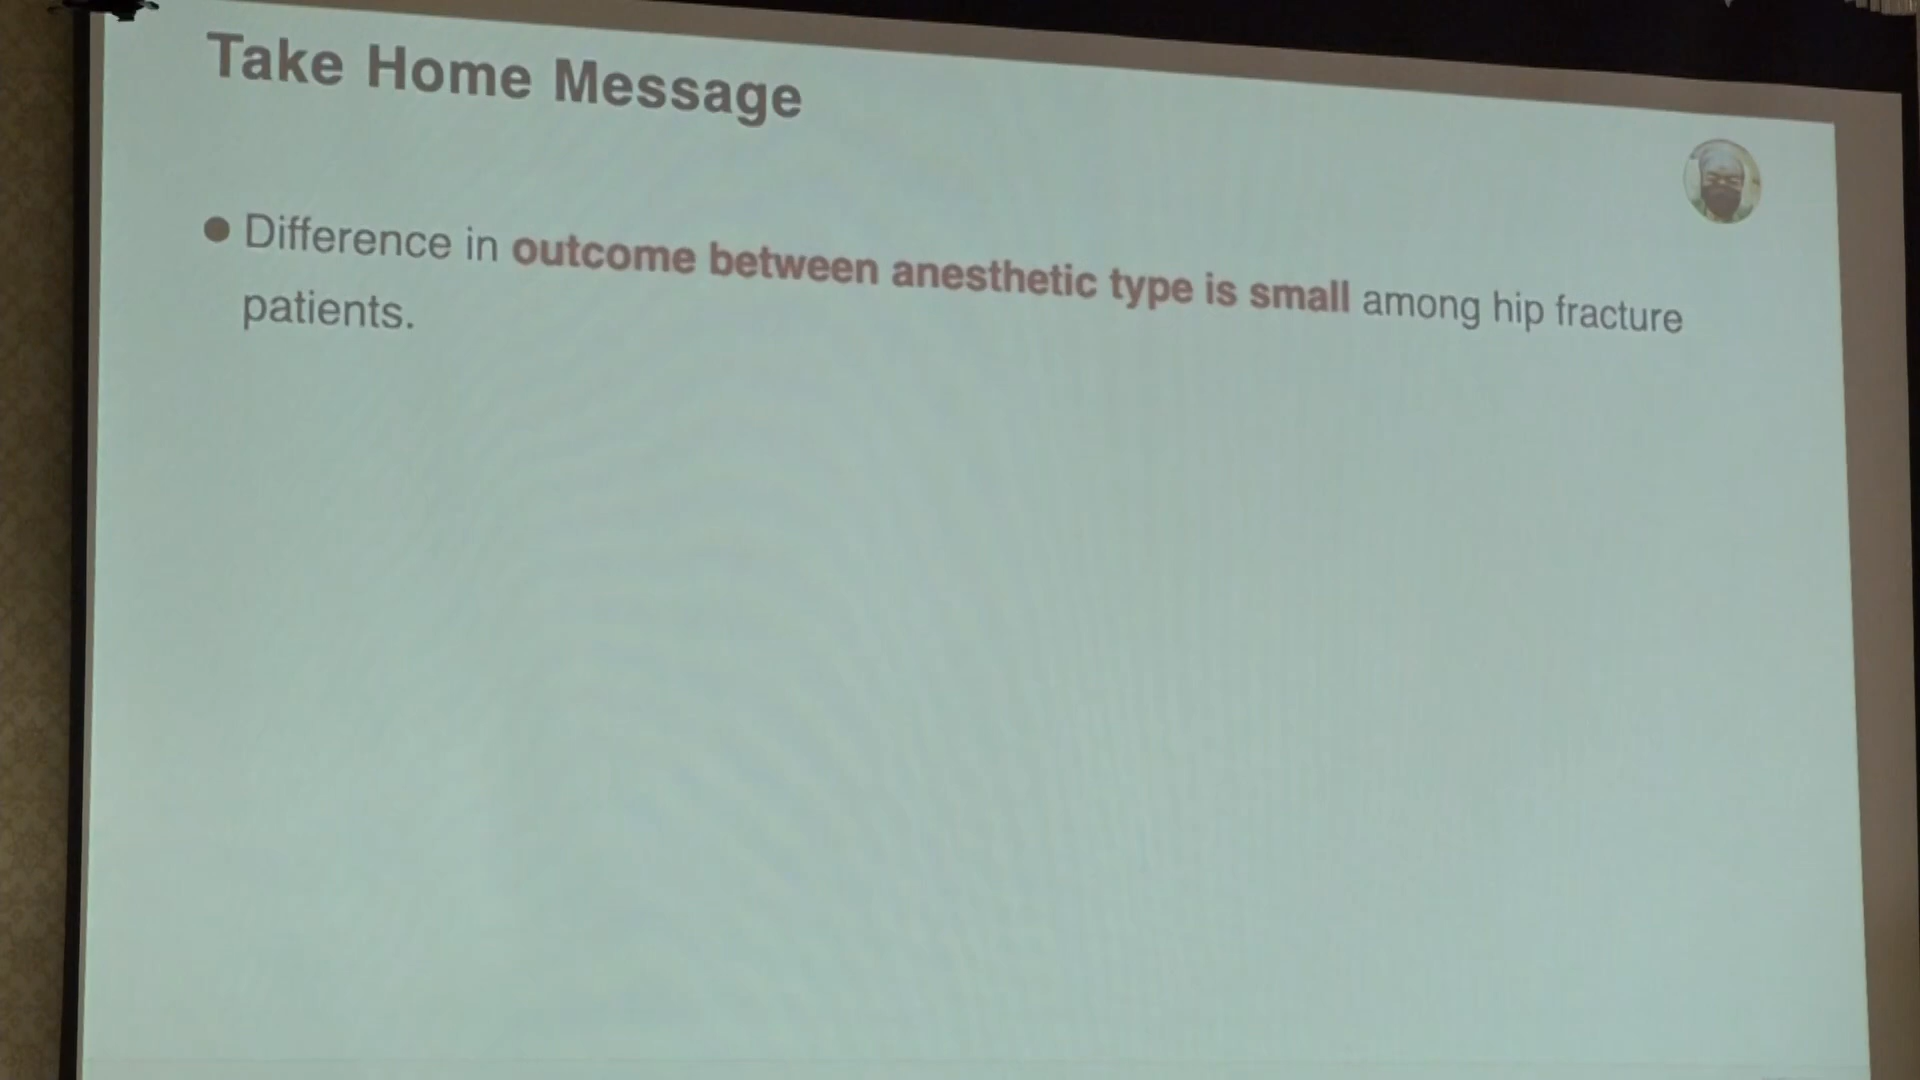 Take Home Message
● Difference in outcome between anesthetic type is small among hip fracture
patients.